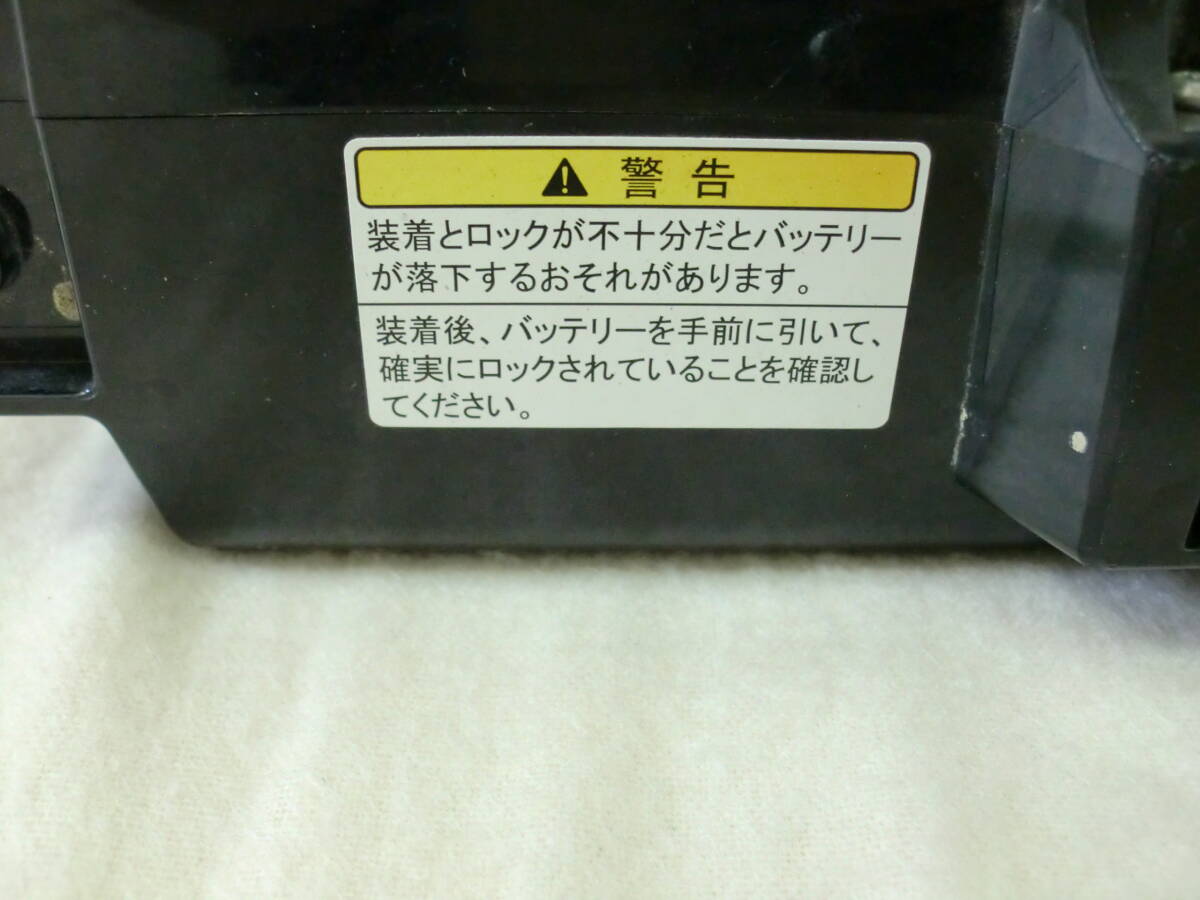 警告
装着とロックが不十分だとバッテリー
が落下するおそれがあります。
装着後、バッテリーを手前に引いて、
確実にロックされていることを確認し
てください。